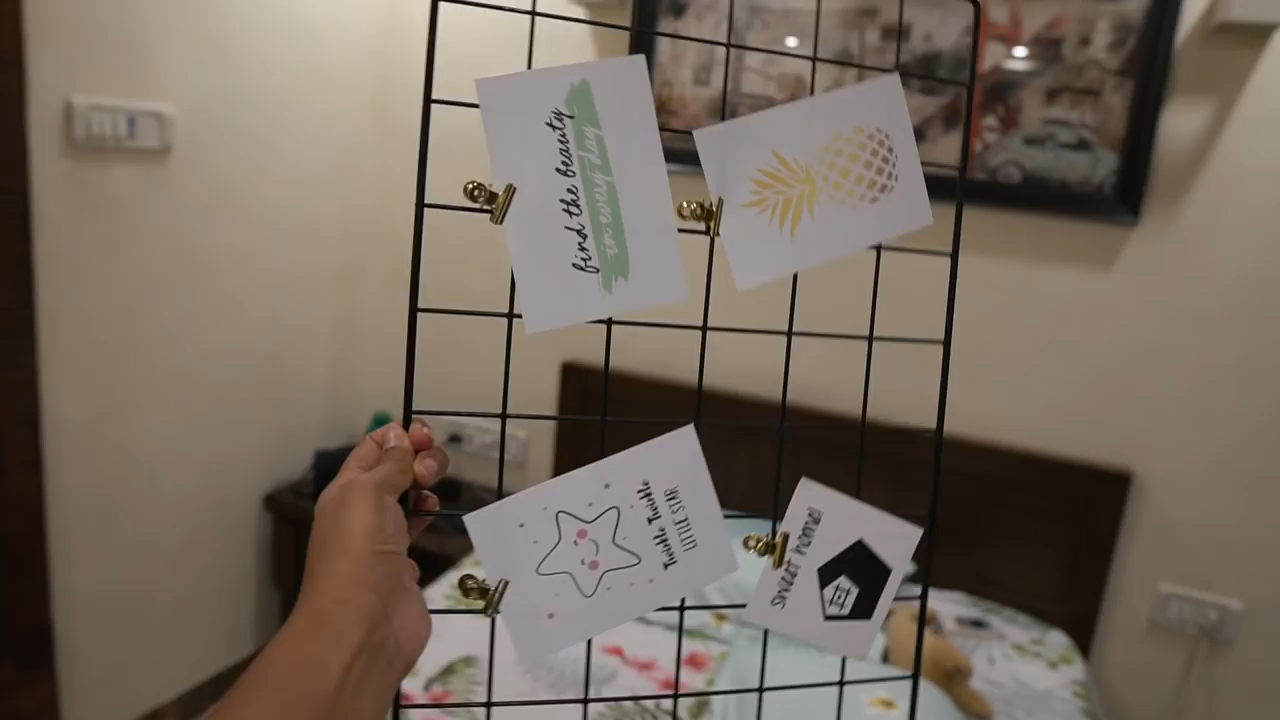 find the beauty
in every day
Twinkle Twinkle
LITTLE STAR
sweet home!